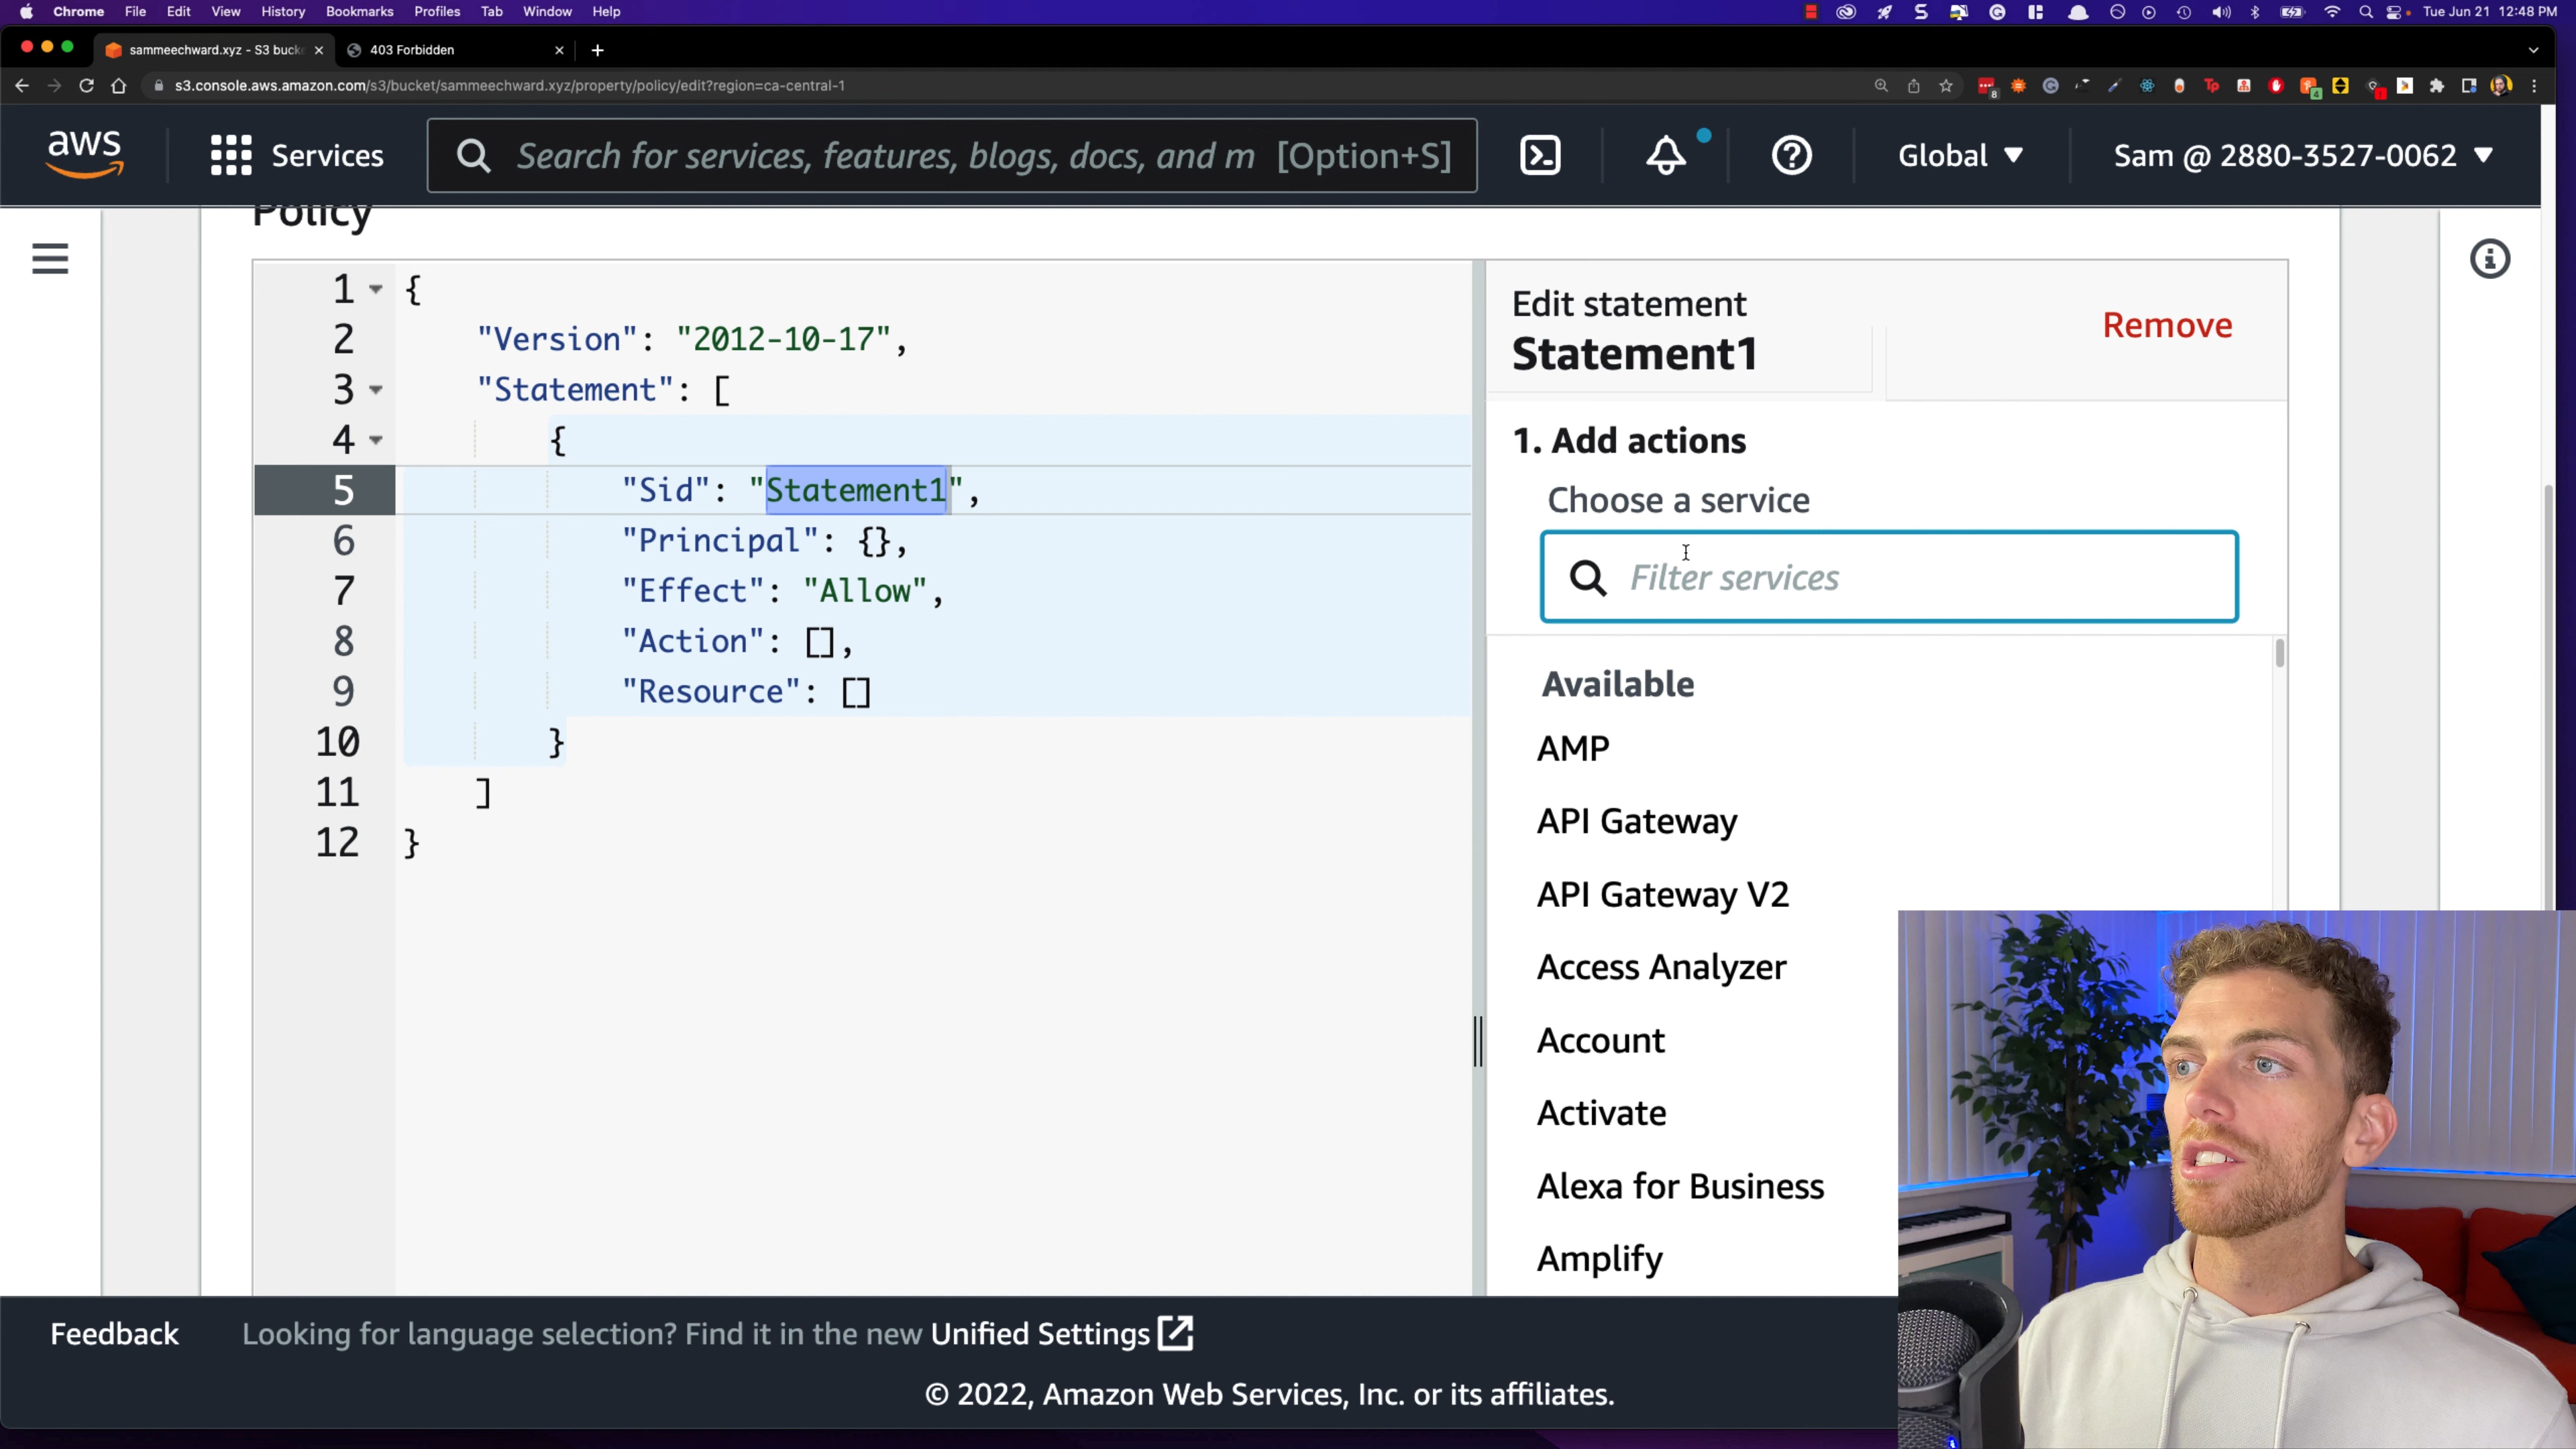 Chrome File Edit View History Bookmarks Profiles Tab Window Help
Tue Jun 21 12:48 PM
sammeechward.xyz - S3 bucke
403 Forbidden
s3.console.aws.amazon.com/s3/bucket/sammeechward.xyz/property/policy/edit?region=ca-central-1
aws
Services
Search for services, features, blogs, docs, and m [Option+S]
Global
Sam @ 2880-3527-0062
Policy
1 {
2 "Version": "2012-10-17",
3 "Statement": [
4 {
5 "Sid": "Statement1",
6 "Principal": {},
7 "Effect": "Allow",
8 "Action": [],
9 "Resource": []
10 }
11 ]
12 }
Edit statement
Statement1
Remove
1. Add actions
Choose a service
Filter services
Available
AMP
API Gateway
API Gateway V2
Access Analyzer
Account
Activate
Alexa for Business
Amplify
Feedback
Looking for language selection? Find it in the new Unified Settings
© 2022, Amazon Web Services, Inc. or its affiliates.